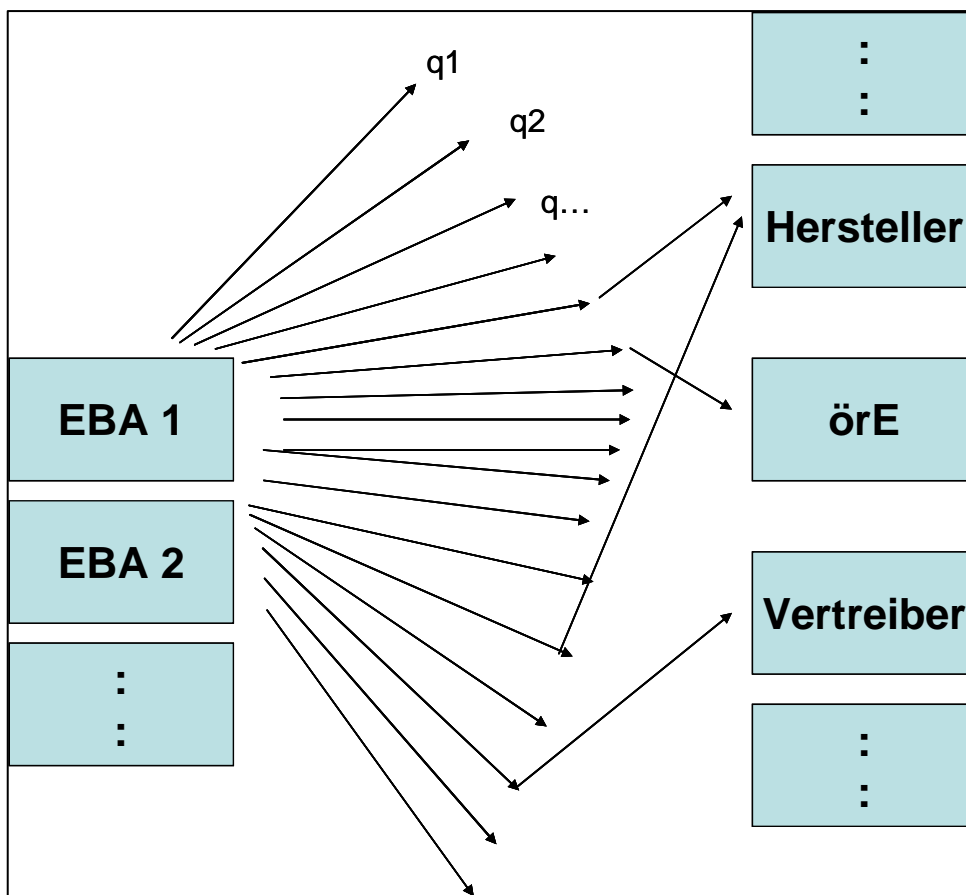 q1
q2
q…
:
:
Hersteller
EBA 1
örE
EBA 2
Vertreiber
:
:
:
: